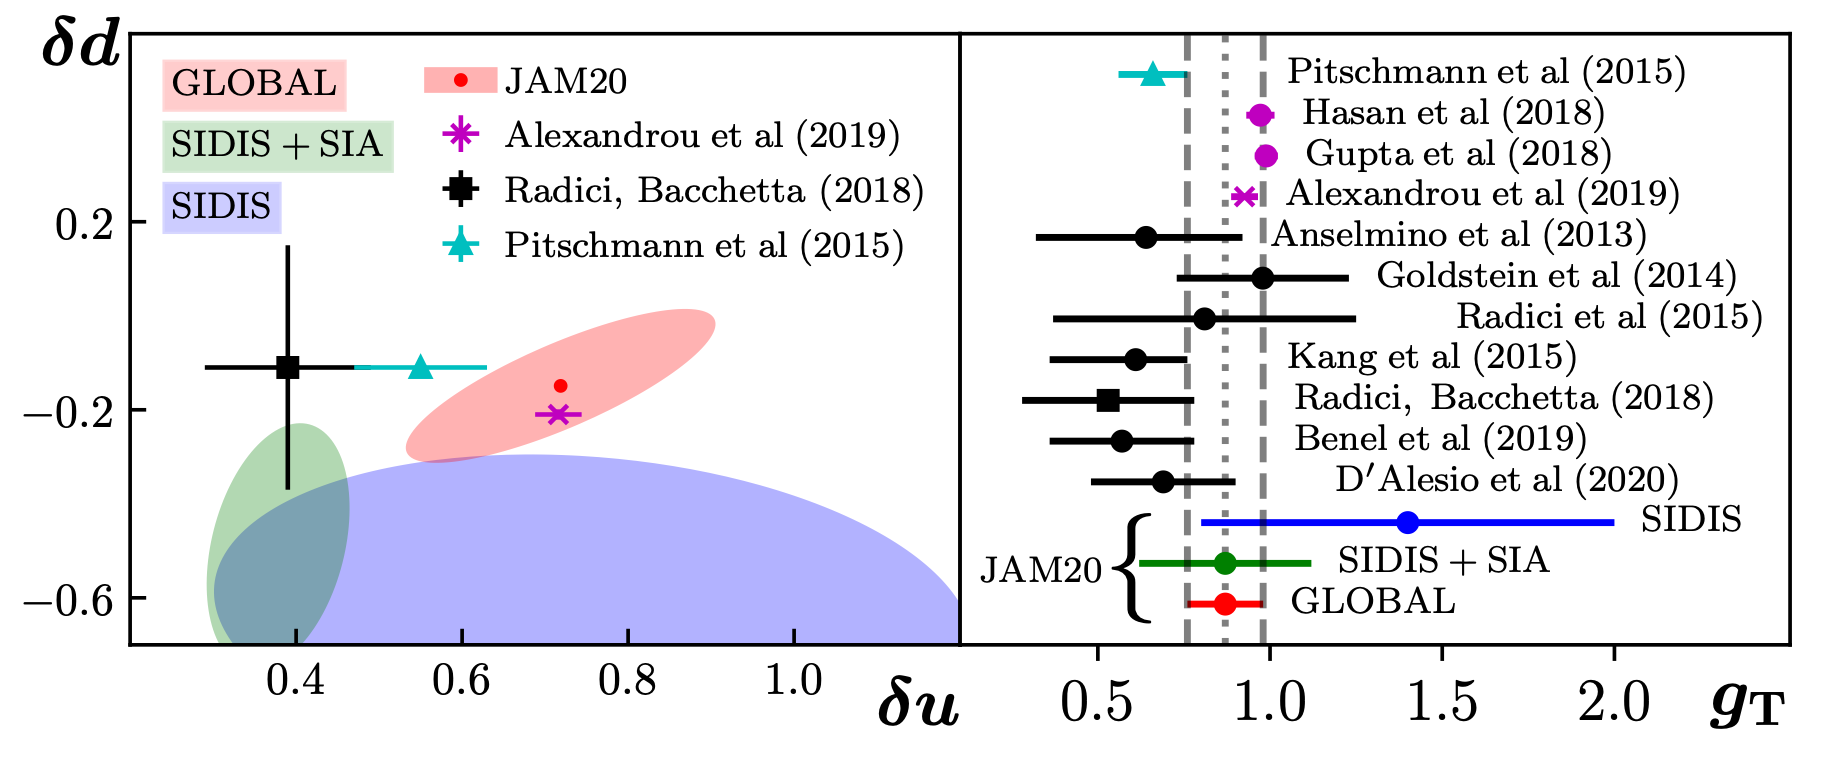 δd
GLOBAL
SIDIS + SIA
SIDIS
JAM20
Alexandrou et al (2019)
Radici, Bacchetta (2018)
Pitschmann et al (2015)
0.2
−0.2
−0.6
0.4
0.6
0.8
1.0
δu
Pitschmann et al (2015)
Hasan et al (2018)
Gupta et al (2018)
Alexandrou et al (2019)
Anselmino et al (2013)
Goldstein et al (2014)
Radici et al (2015)
Kang et al (2015)
Radici, Bacchetta (2018)
Benel et al (2019)
D′Alesio et al (2020)
SIDIS
JAM20
SIDIS + SIA
GLOBAL
0.5
1.0
1.5
2.0
gT